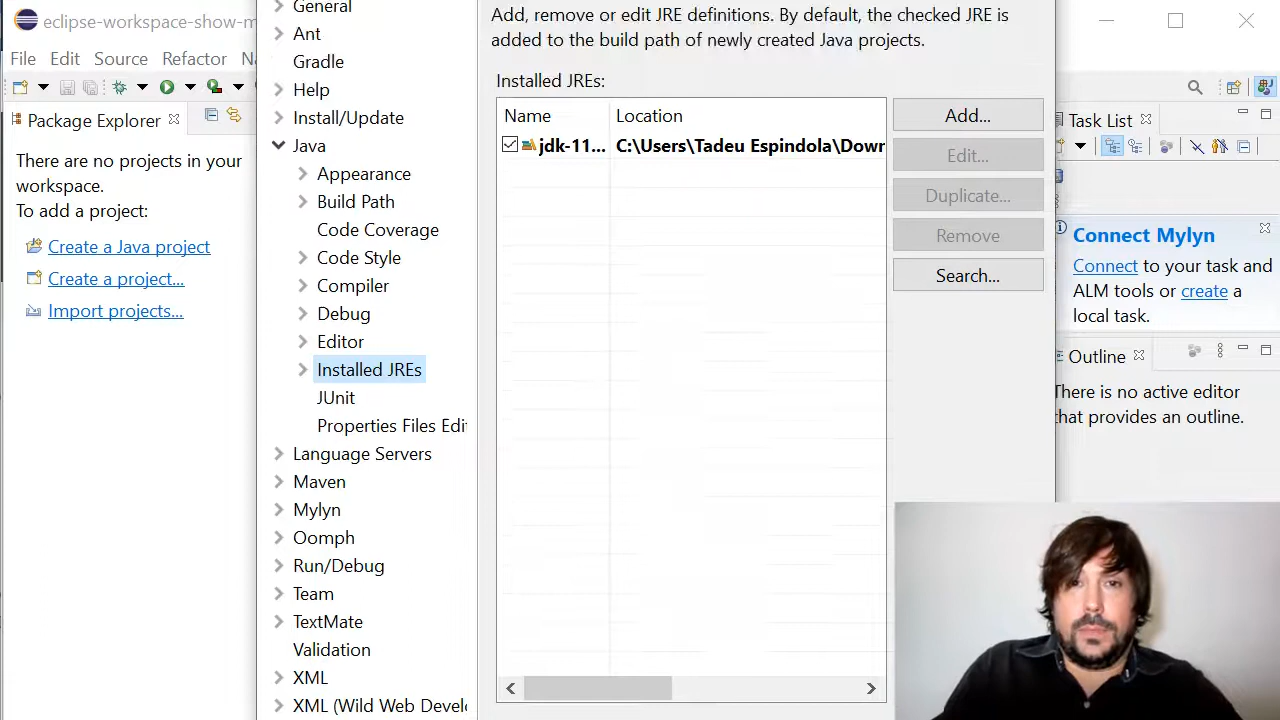 eclipse-workspace-show-m
File Edit Source Refactor Na
Package Explorer
There are no projects in your
workspace.
To add a project:
Create a Java project
Create a project...
Import projects...
General
Ant
Gradle
Help
Install/Update
Java
Appearance
Build Path
Code Coverage
Code Style
Compiler
Debug
Editor
Installed JREs
JUnit
Properties Files Edi
Language Servers
Maven
Mylyn
Oomph
Run/Debug
Team
TextMate
Validation
XML
XML (Wild Web Devel
Add, remove or edit JRE definitions. By default, the checked JRE is
added to the build path of newly created Java projects.
Installed JREs:
Name Location
jdk-11... C:\Users\Tadeu Espindola\Down
Add...
Edit...
Duplicate...
Remove
Search...
Task List
Connect Mylyn
Connect to your task and
ALM tools or create a
local task.
Outline
There is no active editor
that provides an outline.